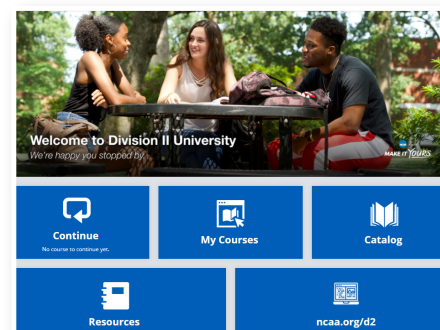 Welcome to Division II University
We're happy you stopped by.
MAKE IT YOURS
Continue
No course to continue yet.
My Courses
Catalog
Resources
ncaa.org/d2